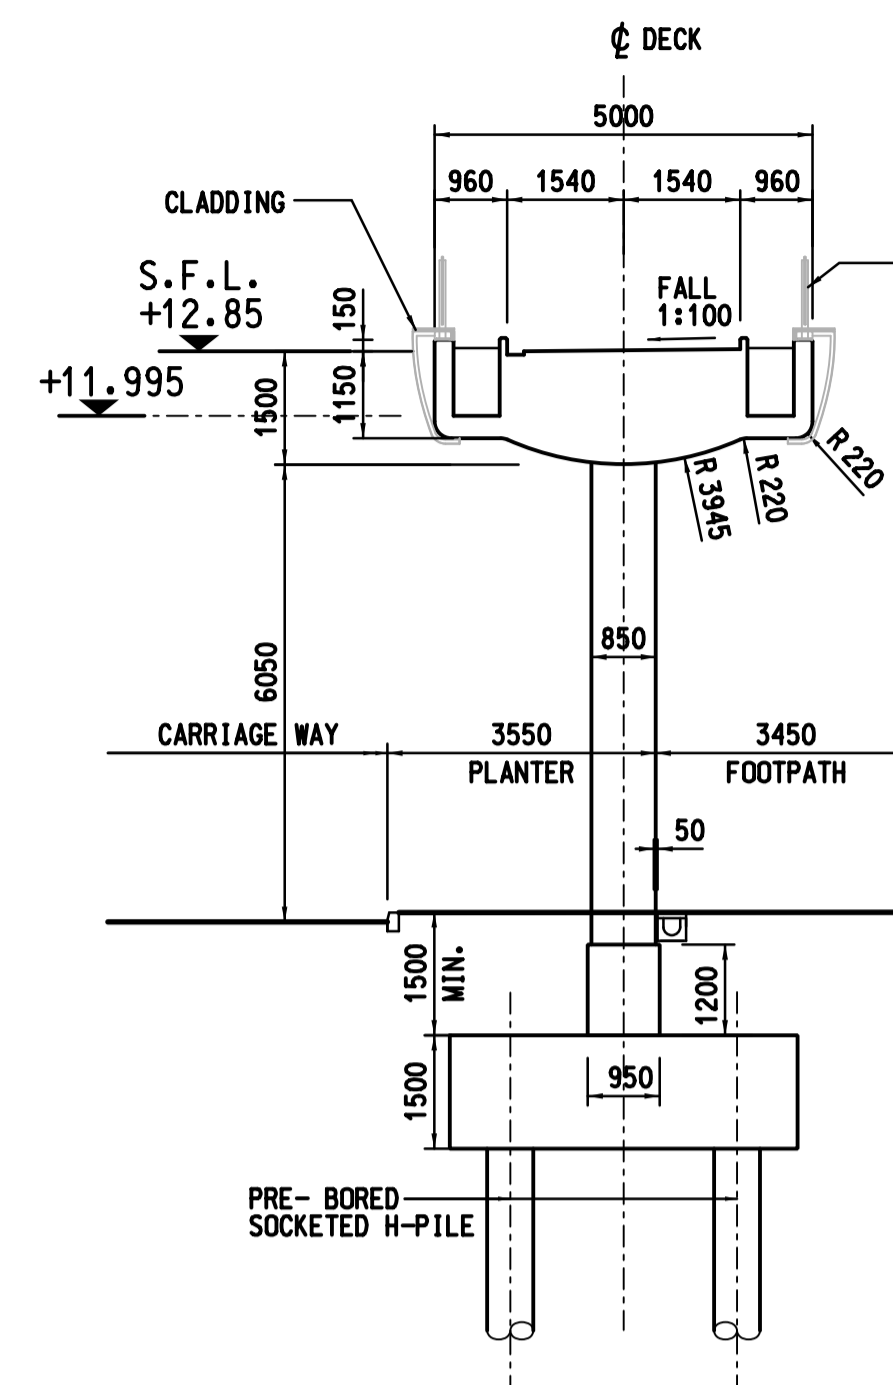 ℄ DECK
5000
960 1540 1540 960
CLADDING
S.F.L.
+12.85
150
FALL
1:100
+11.995
1500
1150
R 220
R 220
R 3945
850
6050
CARRIAGE WAY
3550
3450
PLANTER
FOOTPATH
50
1500
MIN.
1200
1500
950
PRE- BORED
SOCKETED H-PILE